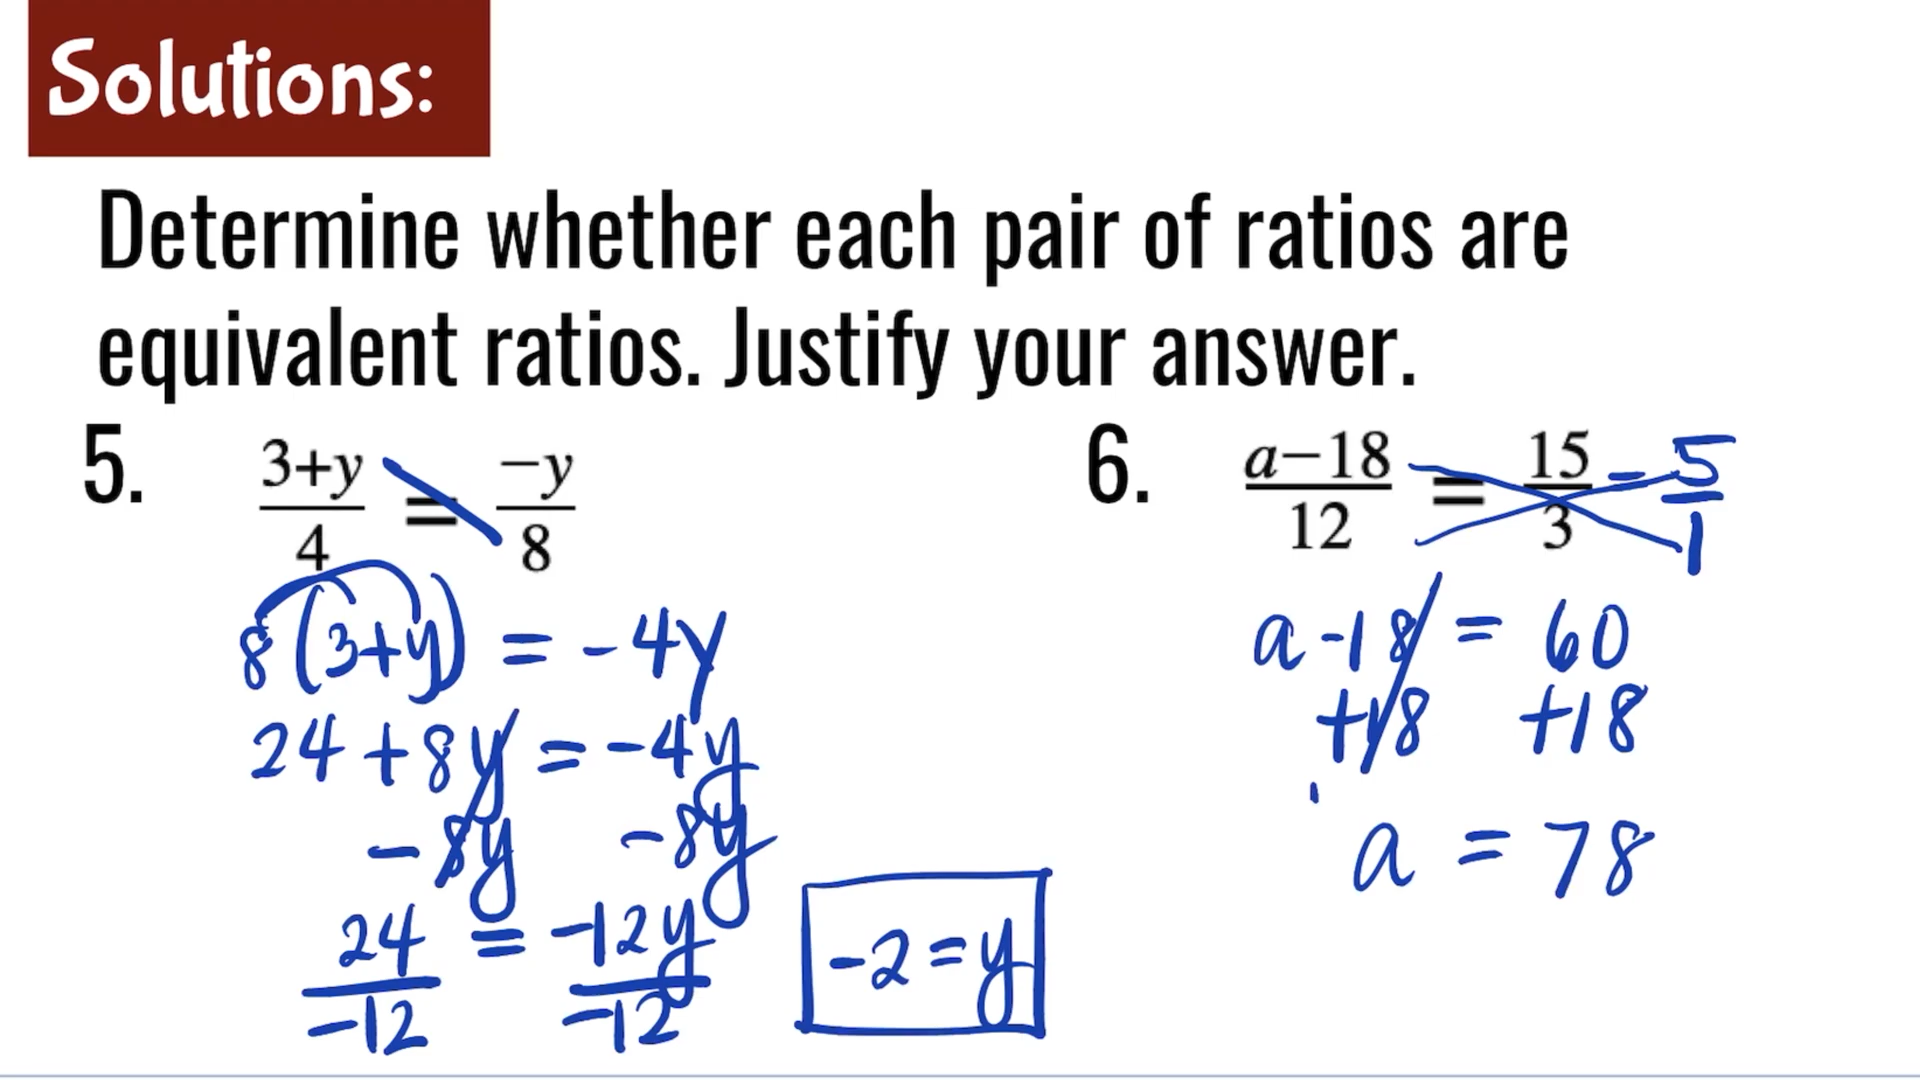 Solutions:
Determine whether each pair of ratios are
equivalent ratios. Justify your answer.
5. 3+y/4 = -y/8
8(3+y) = -4y
24 + 8y = -4y
- 8y -8y
24/-12 = -12y/-12
-2 = y
6. a-18/12 = 15/3 = 5/1
a - 18 = 60
+18 +18
a = 78